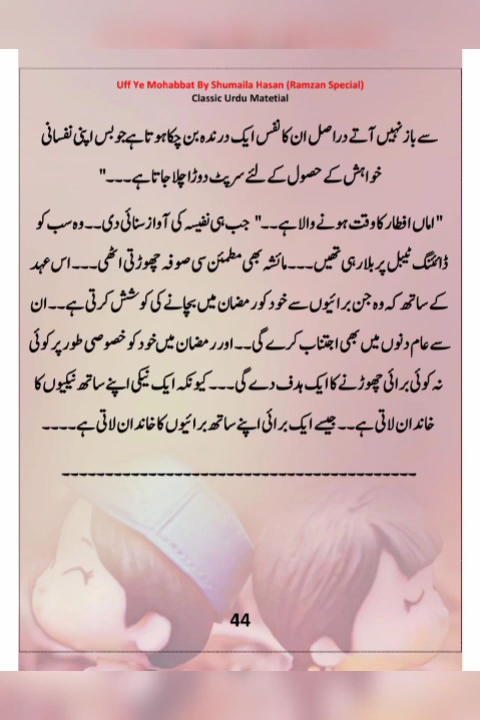 Uff Ye Mohabbat By Shumaila Hasan (Ramzan Special)
Classic Urdu Matetial
سے باز نہیں آتے دراصل ان کا نفس ایک درندہ بن چکا ہوتا ہے جو بس اپنی نفسانی
خواہش کے حصول کے لئے سرپٹ دوڑا چلا جاتا ہے۔۔۔"
"اماں افطار کا وقت ہونے والا ہے۔۔" جب ہی نفیسہ کی آواز سنائی دی۔۔ وہ سب کو
ڈائننگ ٹیبل پر بلا رہی تھیں۔۔۔ مائشہ بھی مطمئن سی صوفہ چھوڑتی اٹھی۔۔۔ اس عہد
کے ساتھ کہ وہ جن برائیوں سے خود کو رمضان میں بچانے کی کوشش کرتی ہے۔۔ ان
سے عام دنوں میں بھی اجتناب کرے گی۔۔ اور رمضان میں خود کو خصوصی طور پر کوئی
نہ کوئی برائی چھوڑنے کا ایک ہدف دے گی۔۔۔ کیونکہ ایک نیکی اپنے ساتھ نیکیوں کا
خاندان لاتی ہے۔۔ جیسے ایک برائی اپنے ساتھ برائیوں کا خاندان لاتی ہے۔۔۔۔
۔۔۔۔۔۔۔۔۔۔۔۔۔۔۔۔۔۔۔۔۔۔۔۔۔۔۔۔۔۔۔۔۔۔۔۔۔۔۔۔
44